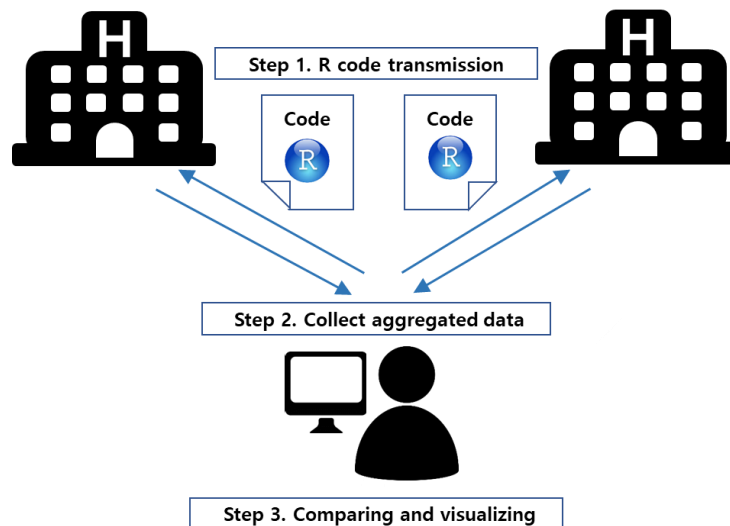 H
H
Step 1. R code transmission
Code
Code
R
R
Step 2. Collect aggregated data
Step 3. Comparing and visualizing